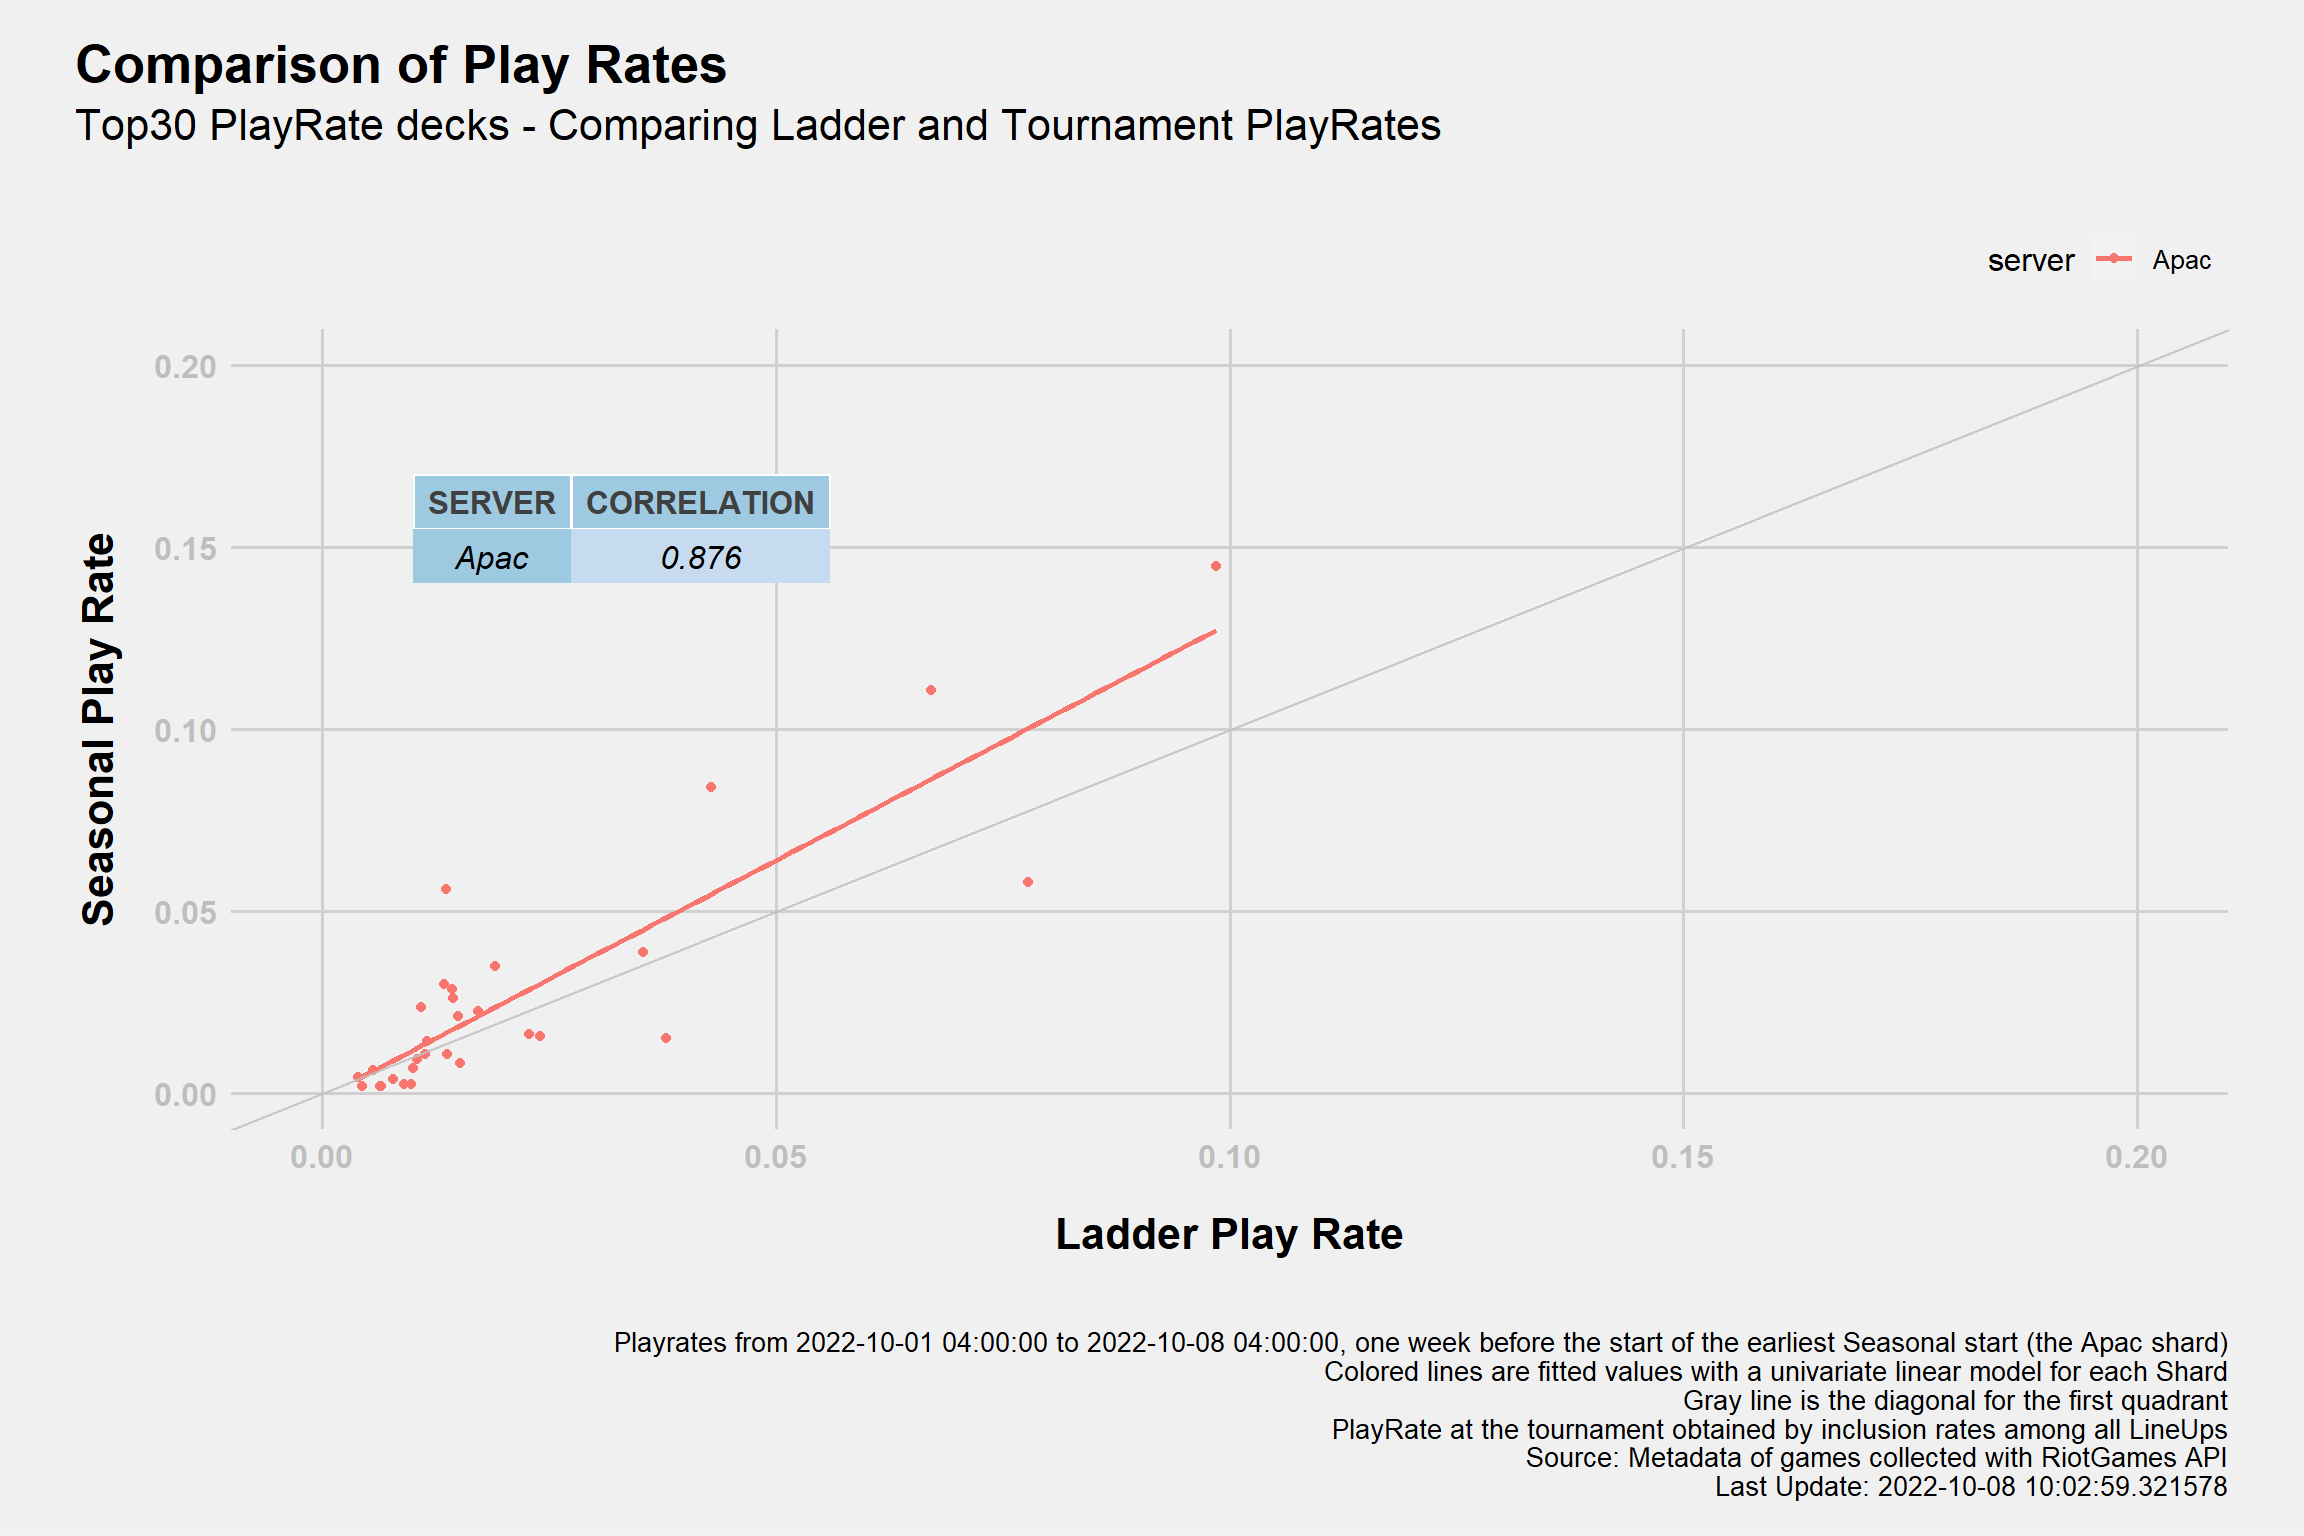 Comparison of Play Rates
Top30 PlayRate decks - Comparing Ladder and Tournament PlayRates
server Apac
0.20
0.15
0.10
0.05
0.00
Seasonal Play Rate
SERVER CORRELATION
Apac 0.876
0.00 0.05 0.10 0.15 0.20
Ladder Play Rate
Playrates from 2022-10-01 04:00:00 to 2022-10-08 04:00:00, one week before the start of the earliest Seasonal start (the Apac shard)
Colored lines are fitted values with a univariate linear model for each Shard
Gray line is the diagonal for the first quadrant
PlayRate at the tournament obtained by inclusion rates among all LineUps
Source: Metadata of games collected with RiotGames API
Last Update: 2022-10-08 10:02:59.321578